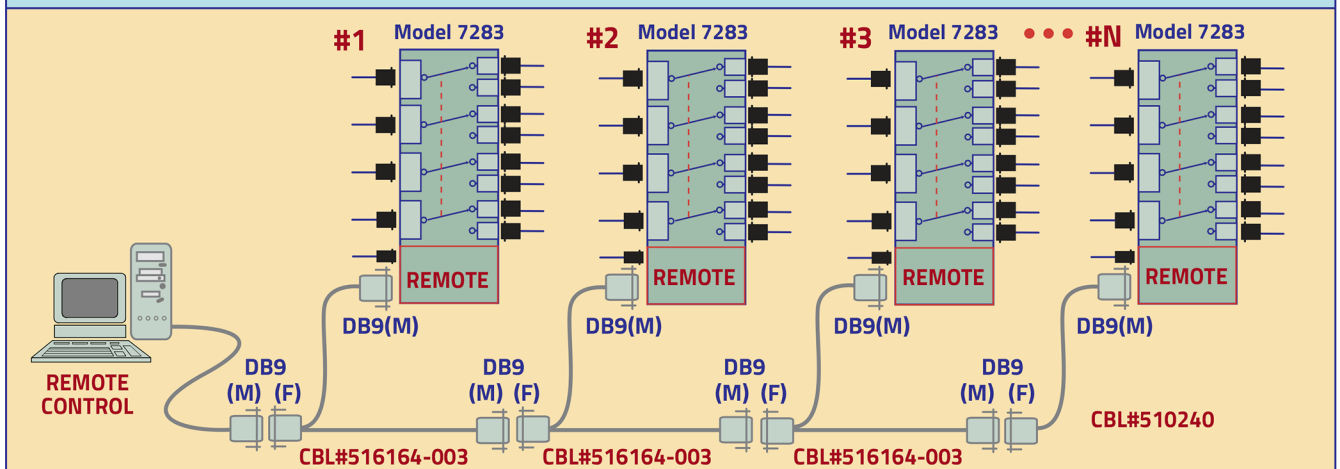 #1 Model 7283
#2 Model 7283
#3 Model 7283
••• #N Model 7283
REMOTE
REMOTE
REMOTE
REMOTE
DB9(M)
DB9(M)
DB9(M)
DB9(M)
REMOTE
CONTROL
DB9
(M) (F)
DB9
(M) (F)
DB9
(M) (F)
DB9
(M) (F)
CBL#510240
CBL#516164-003
CBL#516164-003
CBL#516164-003